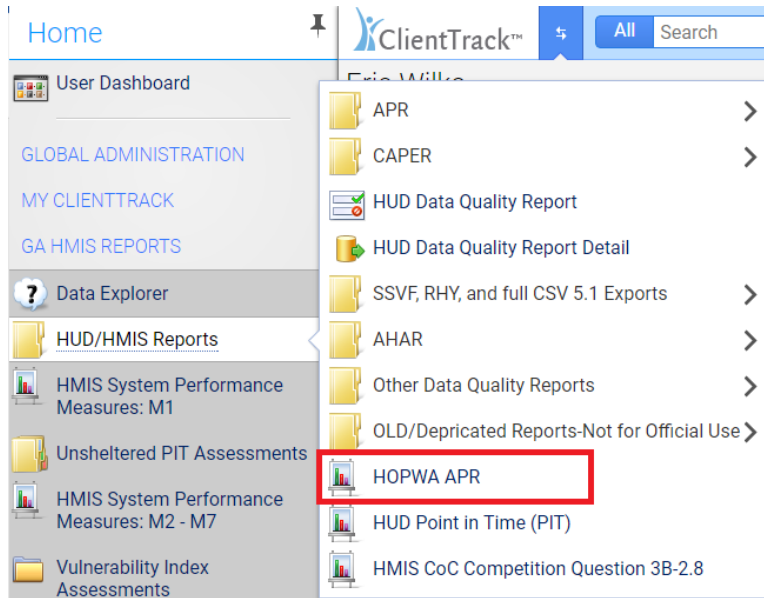 Home
ClientTrack™
All
Search
User Dashboard
GLOBAL ADMINISTRATION
MY CLIENTTRACK
GA HMIS REPORTS
Data Explorer
HUD/HMIS Reports
HMIS System Performance
Measures: M1
Unsheltered PIT Assessments
HMIS System Performance
Measures: M2 - M7
Vulnerability Index
Assessments
APR
CAPER
HUD Data Quality Report
HUD Data Quality Report Detail
SSVF, RHY, and full CSV 5.1 Exports
AHAR
Other Data Quality Reports
OLD/Depricated Reports-Not for Official Use
HOPWA APR
HUD Point in Time (PIT)
HMIS CoC Competition Question 3B-2.8